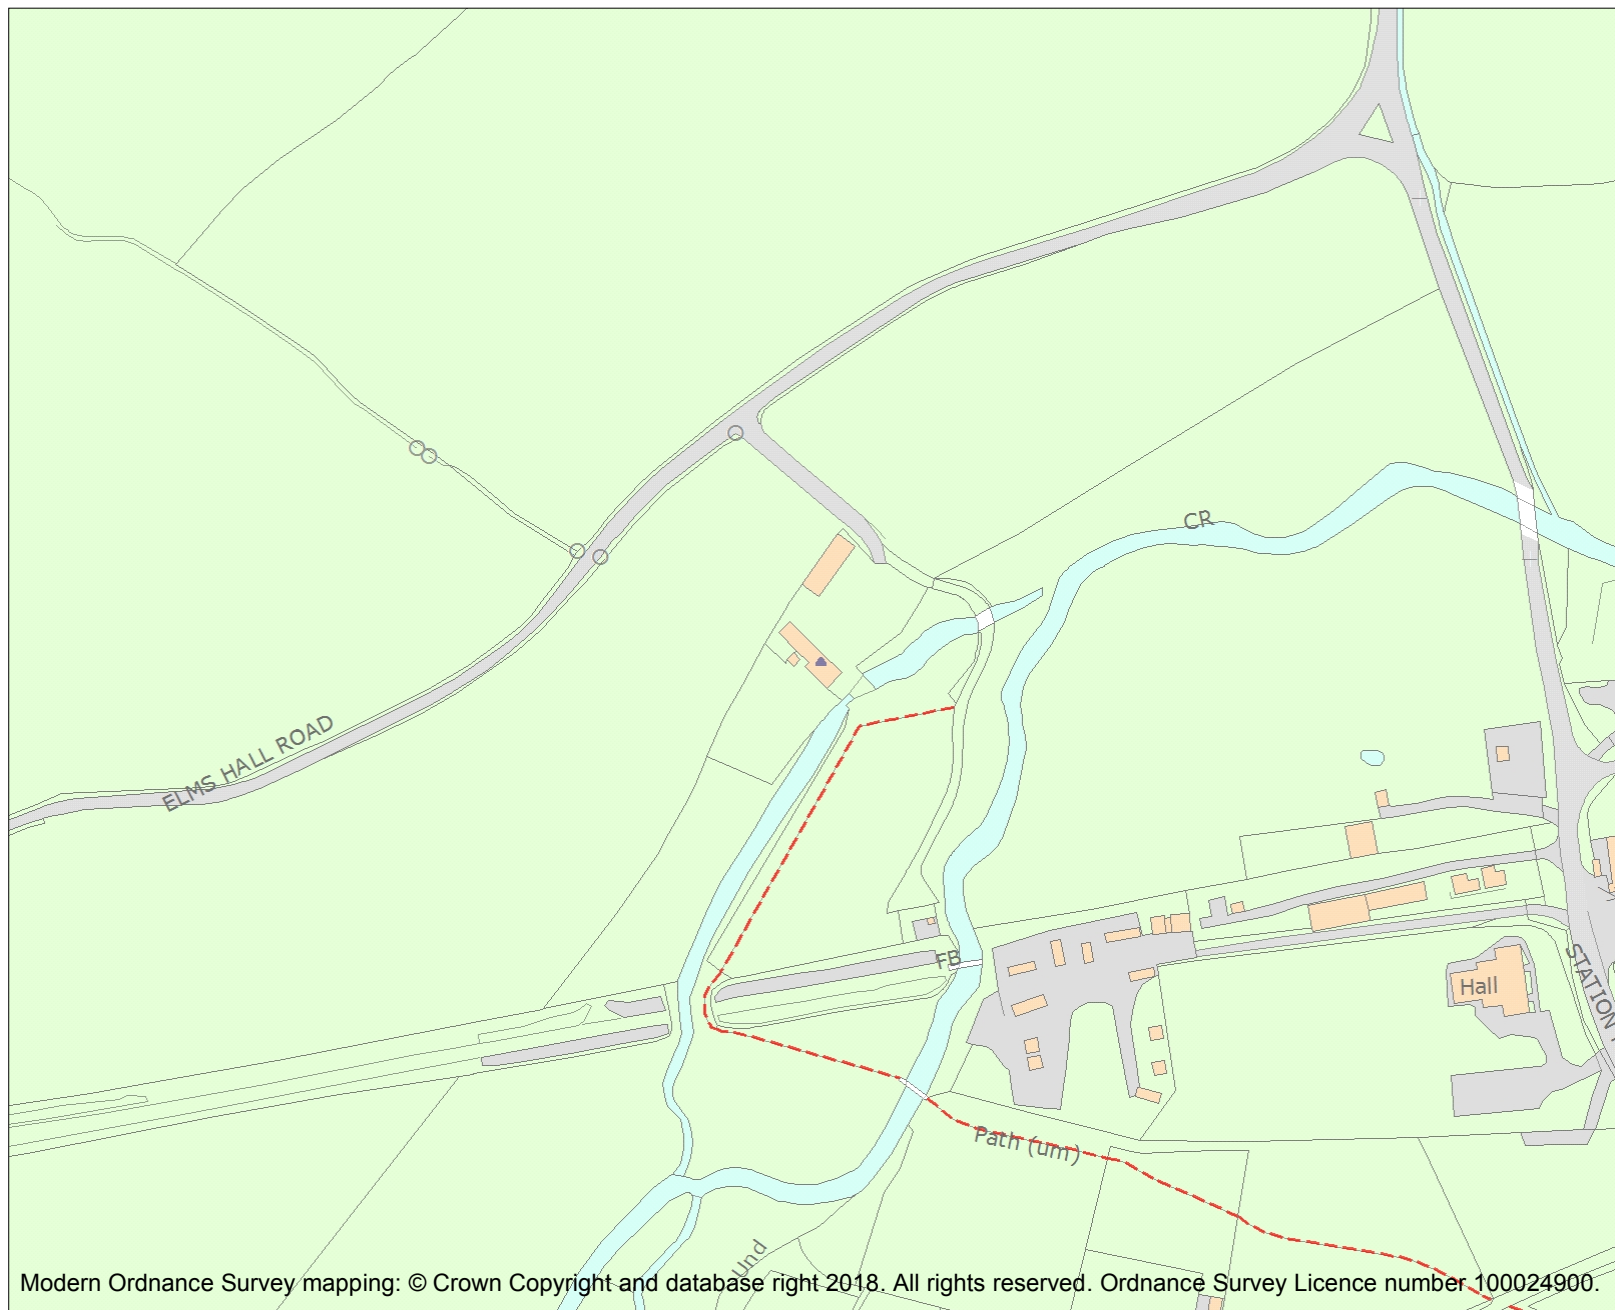 CR
ELMS HALL ROAD
FB
Hall
STATION
Path (um)
Und
Modern Ordnance Survey mapping: © Crown Copyright and database right 2018. All rights reserved. Ordnance Survey Licence number 100024900.